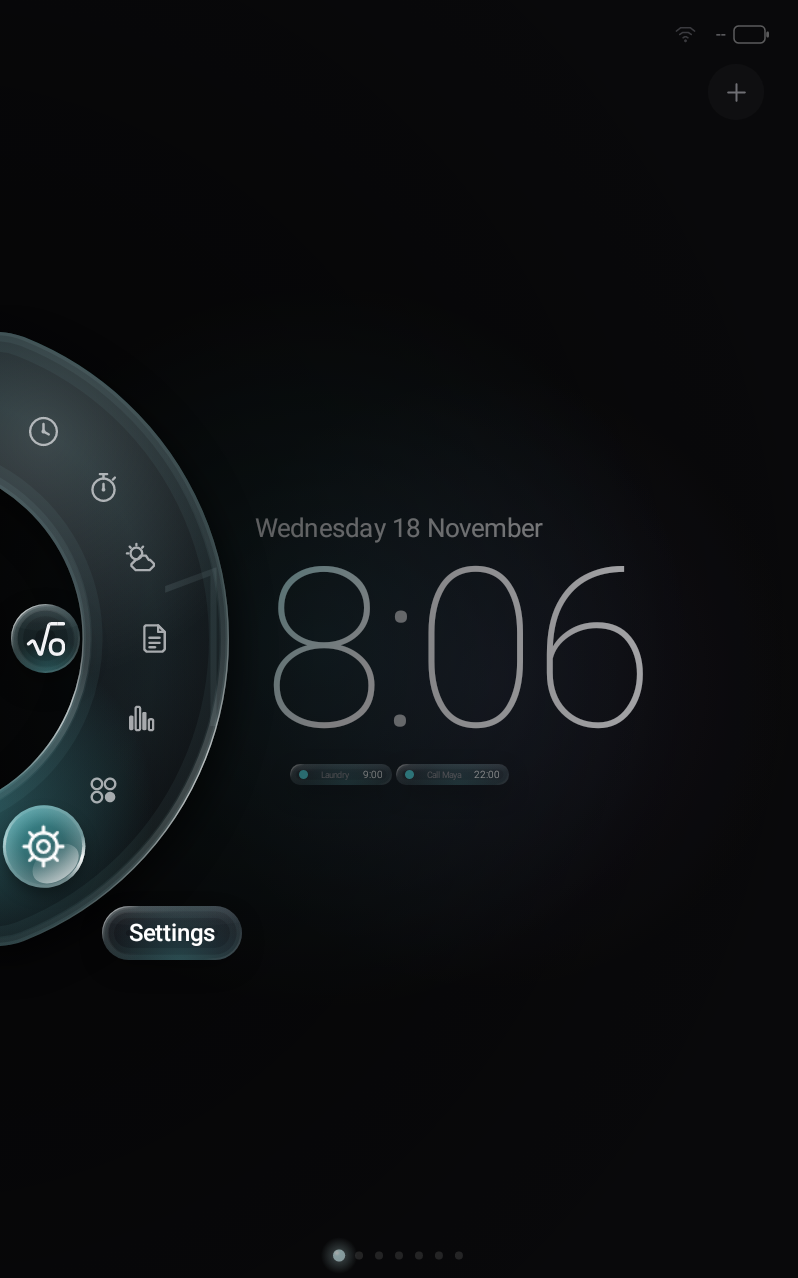 --
Wednesday 18 November
8:06
Laundry 9:00 Call Maya 22:00
√o
Settings